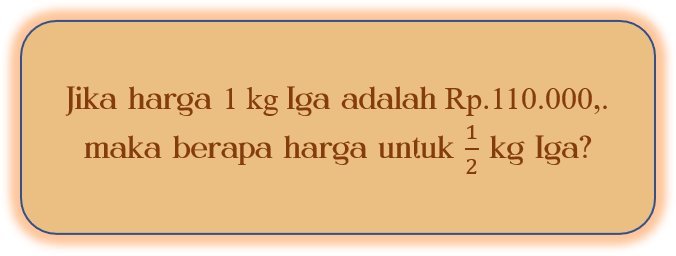 Jika harga 1 kg Iga adalah Rp.110.000,.
maka berapa harga untuk 1/2 kg Iga?